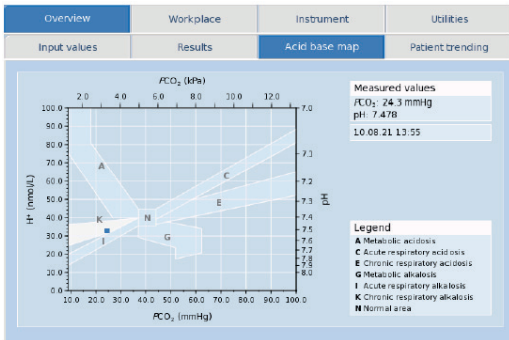 Overview Workplace Instrument Utilities
Input values Results Acid base map Patient trending
PCO2 (kPa)
2.0 4.0 6.0 8.0 10.0 12.0
100.0 90.0 80.0 70.0 60.0 50.0 40.0 30.0 20.0 10.0 0.0
H+ (nmol/L)
7.0 7.1 7.2 7.3 7.4 7.5 7.6 7.7 7.8 7.9 8.0
pH
A
C
E
K
N
I
G
10.0 20.0 30.0 40.0 50.0 60.0 70.0 80.0 90.0 100.0
PCO2 (mmHg)
Measured values
PCO2: 24.3 mmHg
pH: 7.478
10.08.21 13:55
Legend
A Metabolic acidosis
C Acute respiratory acidosis
E Chronic respiratory acidosis
G Metabolic alkalosis
I Acute respiratory alkalosis
K Chronic respiratory alkalosis
N Normal area